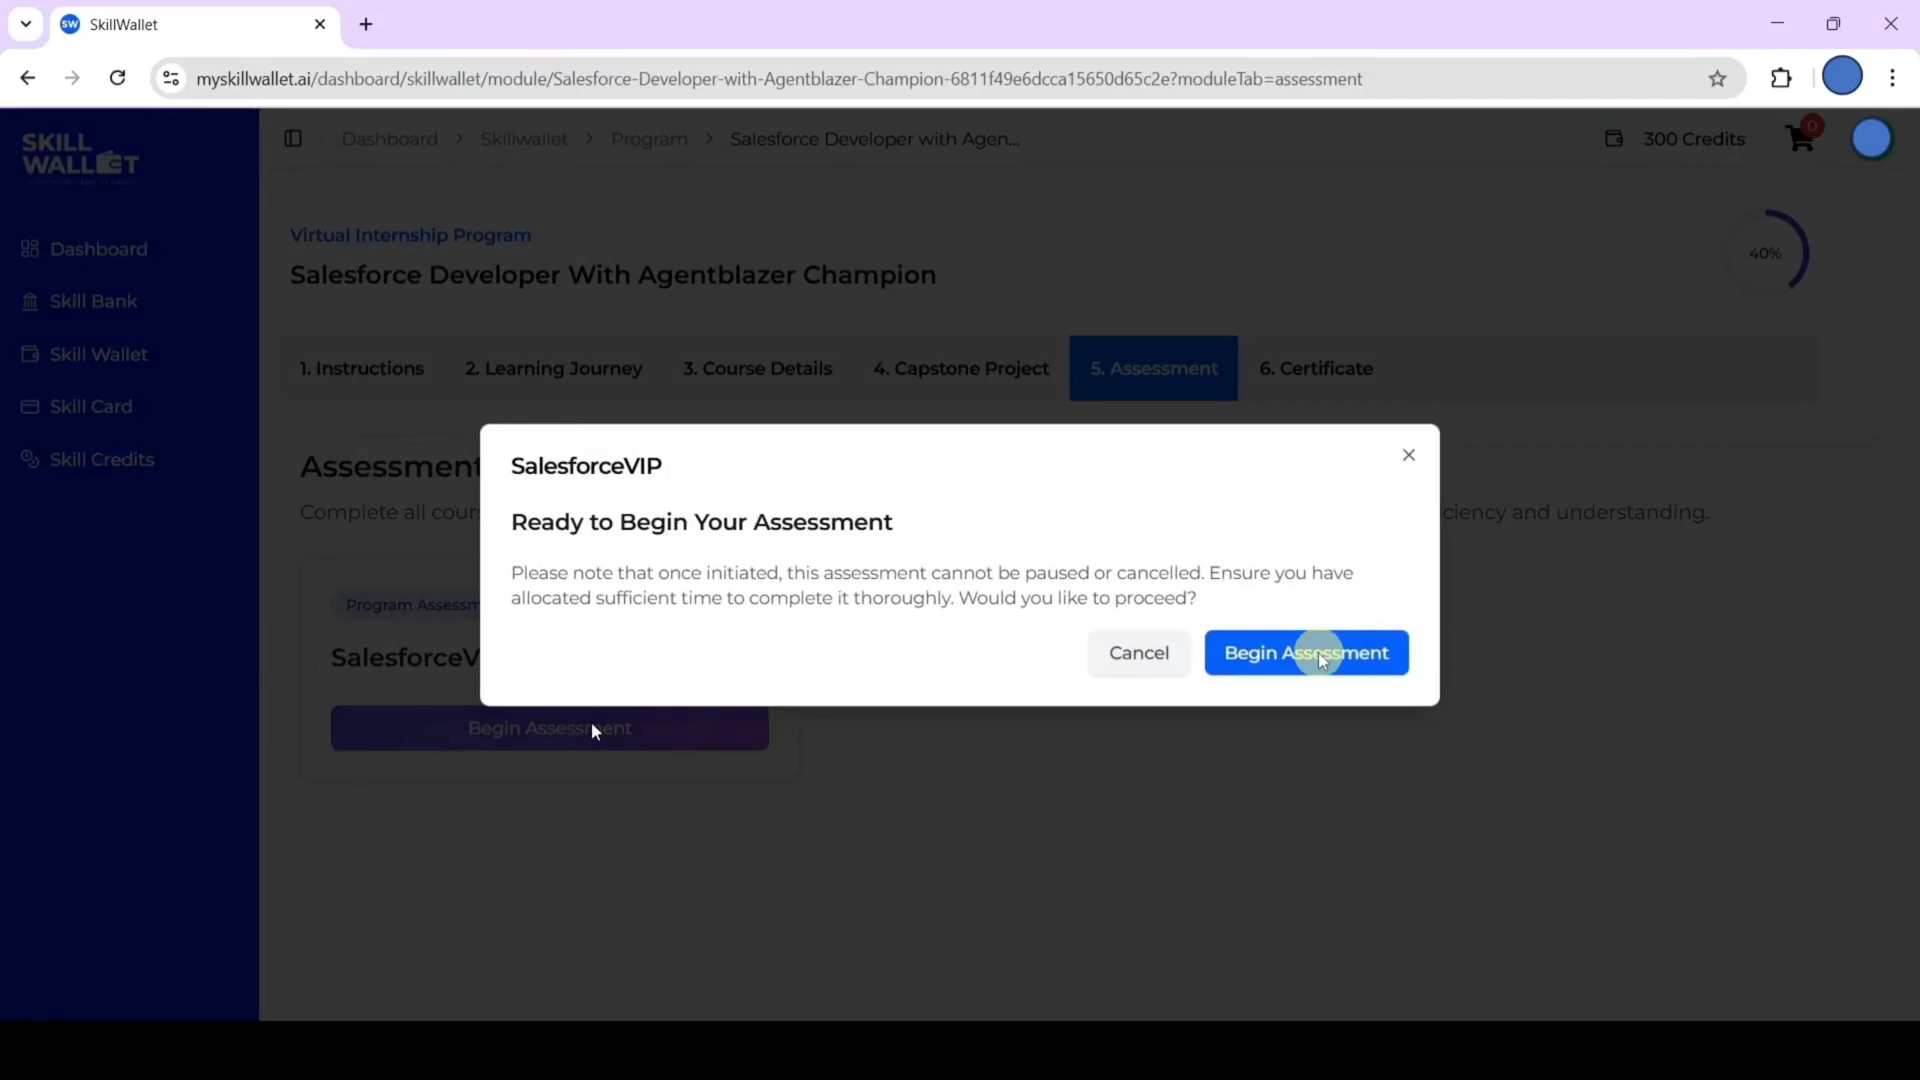 SW SkillWallet
myskillwallet.ai/dashboard/skillwallet/module/Salesforce-Developer-with-Agentblazer-Champion-6811f49e6dcca15650d65c2e?moduleTab=assessment
SKILL
WALLET
Dashboard > Skillwallet > Program > Salesforce Developer with Agen...
300 Credits
0
Dashboard
Skill Bank
Skill Wallet
Skill Card
Skill Credits
Virtual Internship Program
Salesforce Developer With Agentblazer Champion
40%
1. Instructions 2. Learning Journey 3. Course Details 4. Capstone Project 5. Assessment 6. Certificate
Assessment
Complete all cour
ciency and understanding.
Program Assessm
SalesforceV
Begin Assessment
SalesforceVIP
Ready to Begin Your Assessment
Please note that once initiated, this assessment cannot be paused or cancelled. Ensure you have
allocated sufficient time to complete it thoroughly. Would you like to proceed?
Cancel Begin Assessment